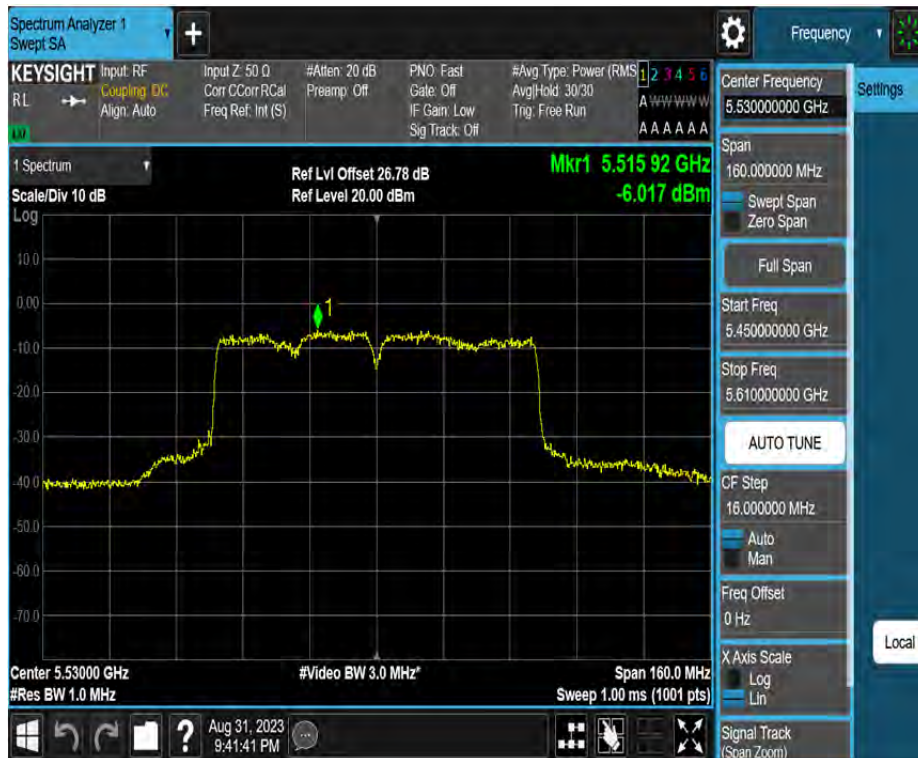 Spectrum Analyzer 1
Swept SA
+
Frequency
KEYSIGHT
RL
LXI
Input: RF
Coupling: DC
Align: Auto
Input Z: 50 Ω
Corr CCorr RCal
Freq Ref: Int (S)
#Atten: 20 dB
Preamp: Off
PNO: Fast
Gate: Off
IF Gain: Low
Sig Track: Off
#Avg Type: Power (RMS
Avg|Hold: 30/30
Trig: Free Run
1 2 3 4 5 6
A W W W W W
A A A A A A
1 Spectrum
Scale/Div 10 dB
Log
Ref Lvl Offset 26.78 dB
Ref Level 20.00 dBm
Mkr1 5.515 92 GHz
-6.017 dBm
10.0
0.00
-10.0
-20.0
-30.0
-40.0
-50.0
-60.0
-70.0
1
Center 5.53000 GHz
#Res BW 1.0 MHz
#Video BW 3.0 MHz*
Span 160.0 MHz
Sweep 1.00 ms (1001 pts)
Center Frequency
5.530000000 GHz
Settings
Span
160.000000 MHz
Swept Span
Zero Span
Full Span
Start Freq
5.450000000 GHz
Stop Freq
5.610000000 GHz
AUTO TUNE
CF Step
16.000000 MHz
Auto
Man
Freq Offset
0 Hz
X Axis Scale
Log
Lin
Local
Signal Track
(Span Zoom)
?
Aug 31, 2023
9:41:41 PM